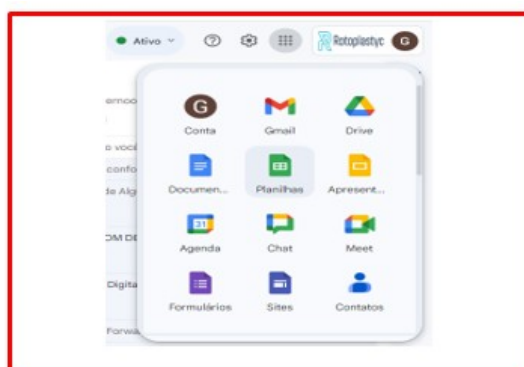 Ativo
Rotoplastyc
G
G
Conta
Gmail
Drive
Documen...
Planilhas
Apresent...
31
Agenda
Chat
Meet
Formulários
Sites
Contatos
o você
de Alg
OM DE
Digita
Forwa